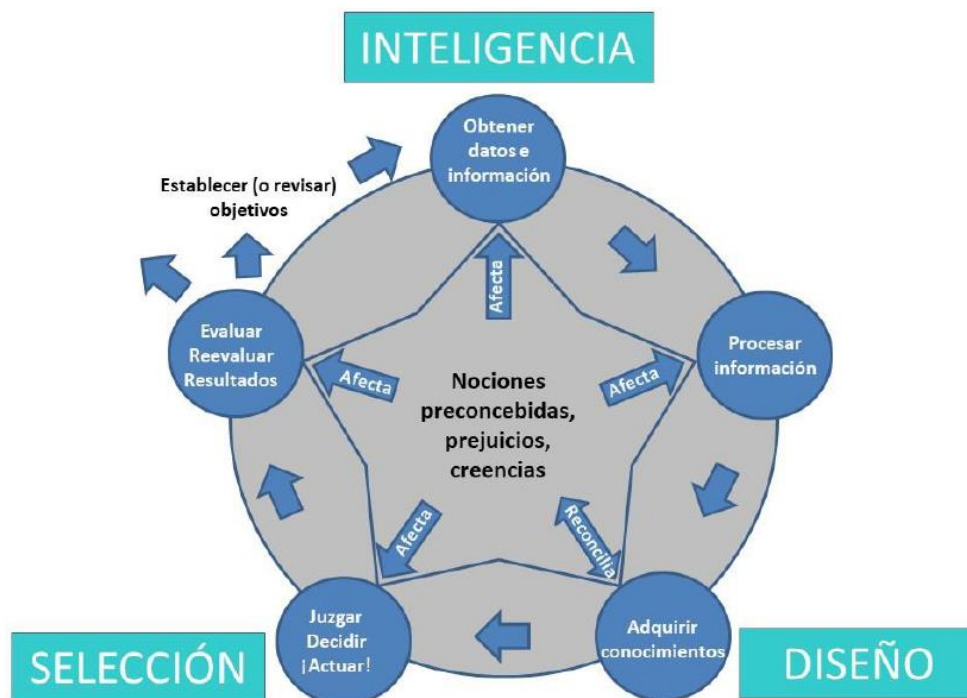 INTELIGENCIA
Obtener
datos e
información
Establecer (o revisar)
objetivos
Afecta
Evaluar
Reevaluar
Resultados
Procesar
información
Afecta
Afecta
Nociones
preconcebidas,
prejuicios,
creencias
Afecta
Reconcilia
Juzgar
Decidir
¡Actuar!
Adquirir
conocimientos
SELECCIÓN
DISEÑO